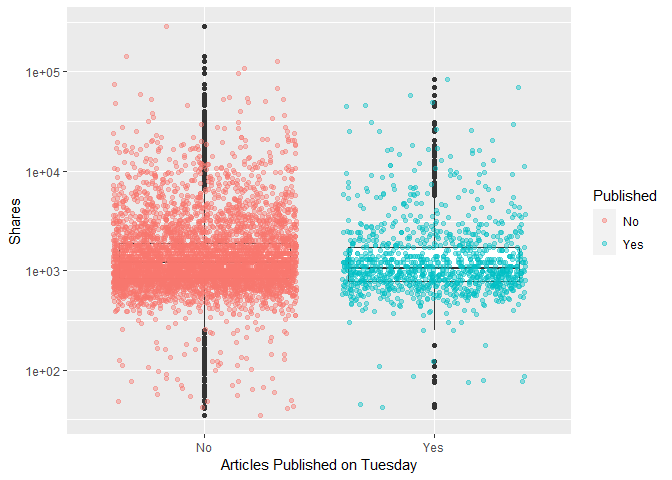 1e+05
1e+04
1e+03
1e+02
Shares
No
Yes
Articles Published on Tuesday
Published
No
Yes